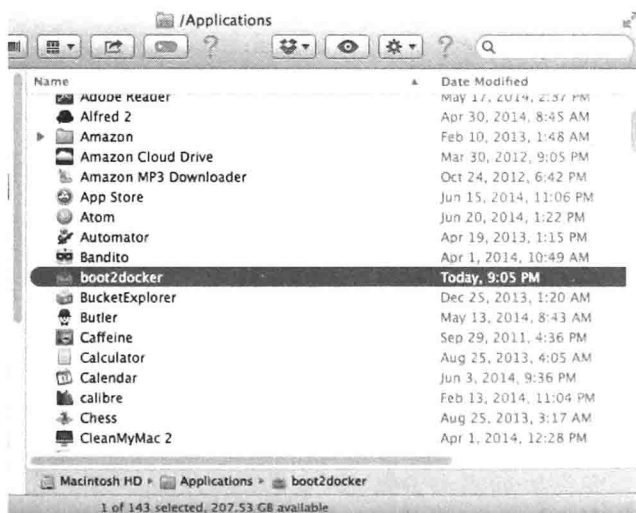 /Applications
Name Date Modified
Adobe Reader May 17, 2014, 2:37 PM
Alfred 2 Apr 30, 2014, 8:45 AM
Amazon Feb 10, 2013, 1:48 AM
Amazon Cloud Drive Mar 30, 2012, 9:05 PM
Amazon MP3 Downloader Oct 24, 2012, 6:42 PM
App Store Jun 15, 2014, 11:06 PM
Atom Jun 20, 2014, 1:22 PM
Automator Apr 19, 2013, 1:15 PM
Bandito Apr 1, 2014, 10:49 AM
boot2docker Today, 9:05 PM
BucketExplorer Dec 25, 2013, 1:20 AM
Butler May 13, 2014, 8:43 AM
Caffeine Sep 29, 2011, 4:36 PM
Calculator Aug 25, 2013, 4:05 AM
Calendar Jun 3, 2014, 9:36 PM
calibre Feb 13, 2014, 11:04 PM
Chess Aug 25, 2013, 3:17 AM
CleanMyMac 2 Apr 1, 2014, 12:28 PM
Macintosh HD ▸ Applications ▸ boot2docker
1 of 143 selected, 207.53 GB available